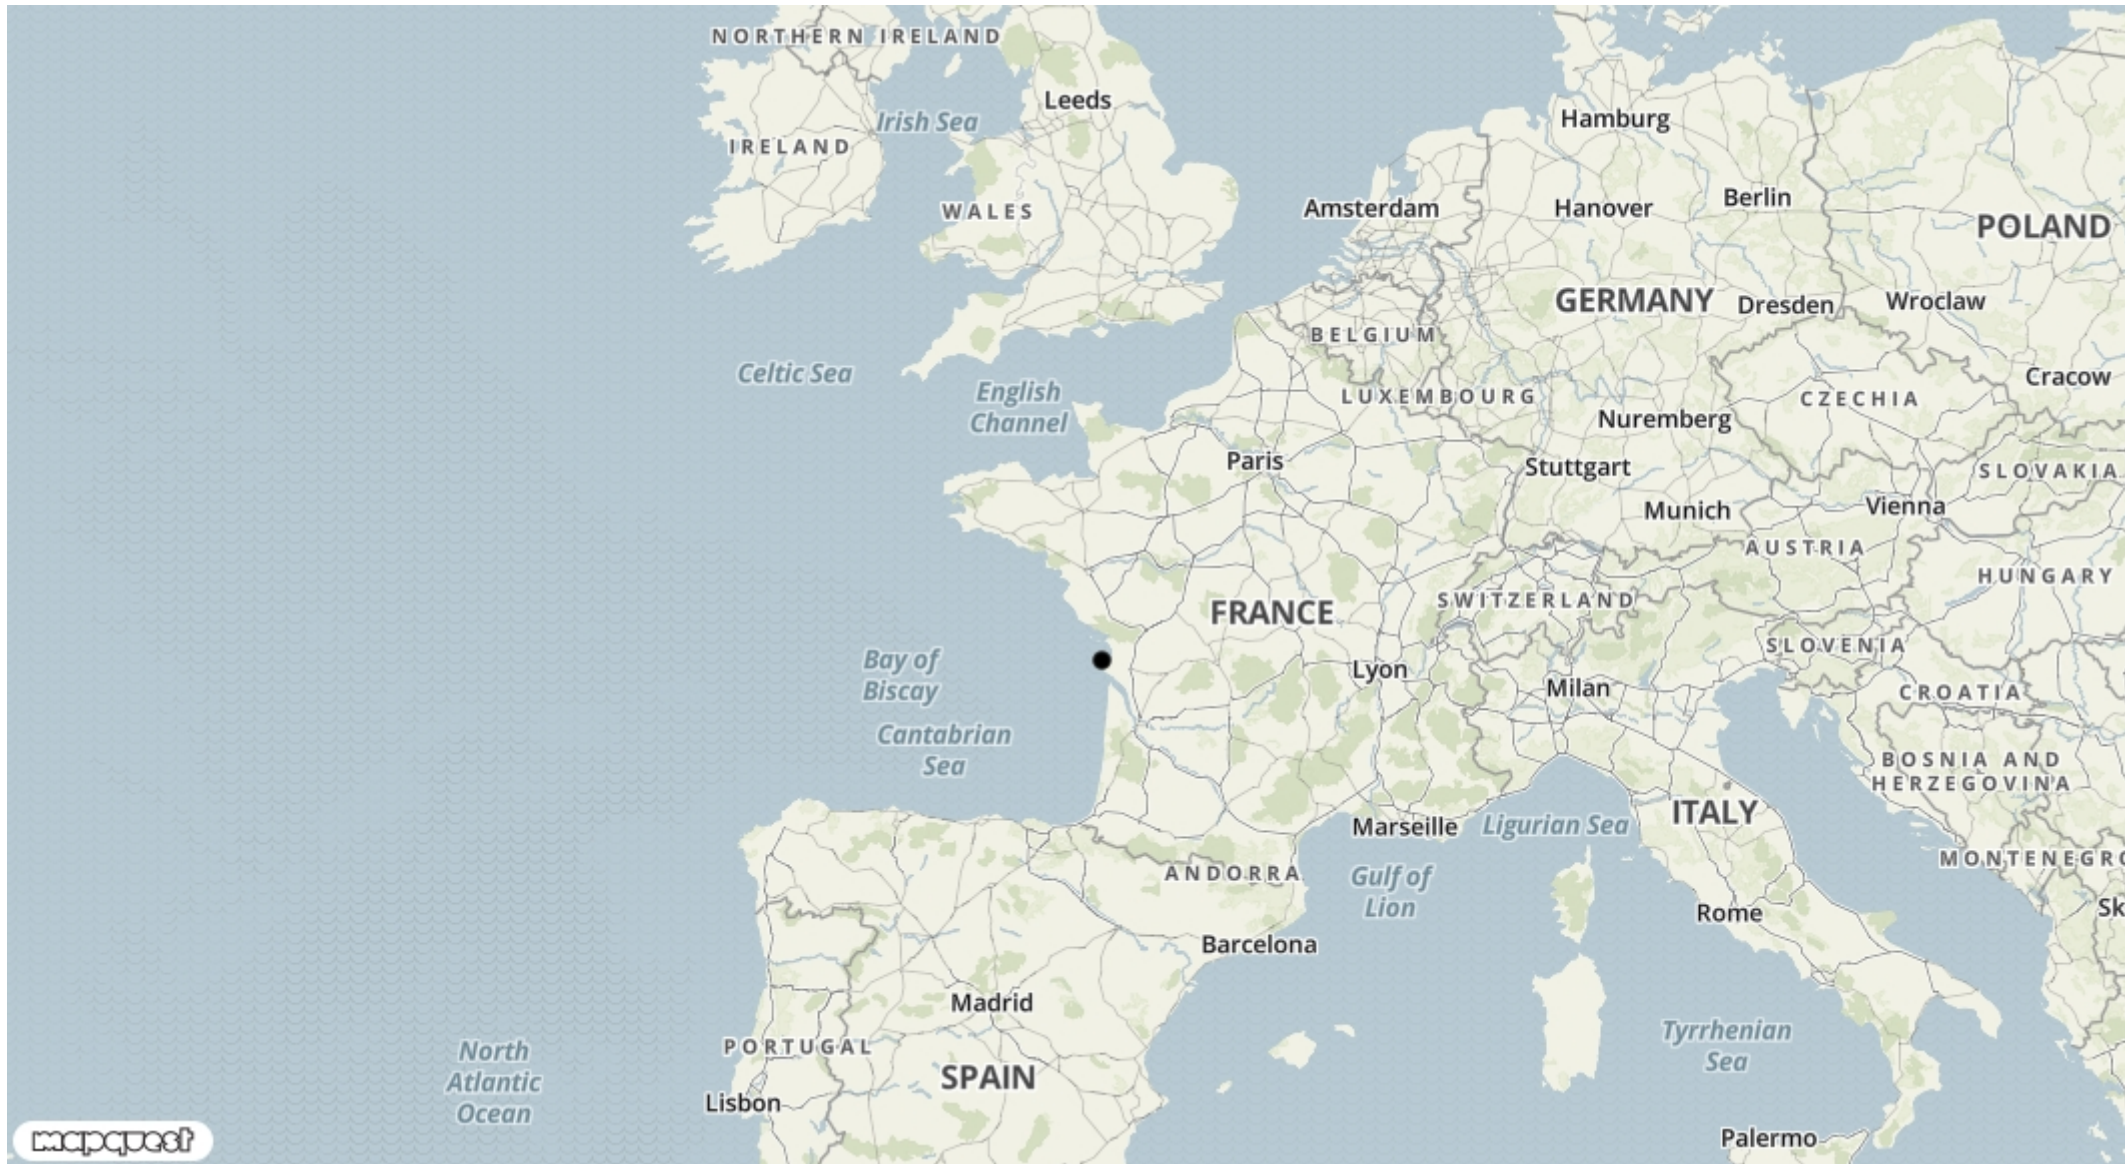 NORTHERN IRELAND
Leeds
Irish Sea
Hamburg
IRELAND
Amsterdam
Hanover
Berlin
WALES
POLAND
GERMANY
Dresden
Wroclaw
BELGIUM
Celtic Sea
English
Channel
LUXEMBOURG
Cracow
CZECHIA
Nuremberg
Paris
Stuttgart
SLOVAKIA
Munich
Vienna
AUSTRIA
HUNGARY
FRANCE
SWITZERLAND
SLOVENIA
Bay of
Biscay
Lyon
Milan
CROATIA
Cantabrian
Sea
BOSNIA AND
HERZEGOVINA
ITALY
Marseille
Ligurian Sea
MONTENEGRO
ANDORRA
Gulf of
Lion
Rome
Sk
Barcelona
Madrid
Tyrrhenian
Sea
PORTUGAL
North
Atlantic
Ocean
SPAIN
Lisbon
Palermo
mapquest